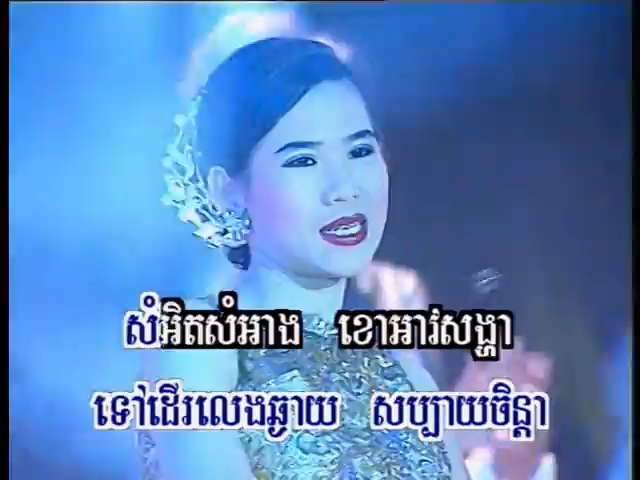 សំអិតសំអាង ខោអាវសង្ហា
ទៅដើរលេងឆ្ងាយ សប្បាយចិន្តា